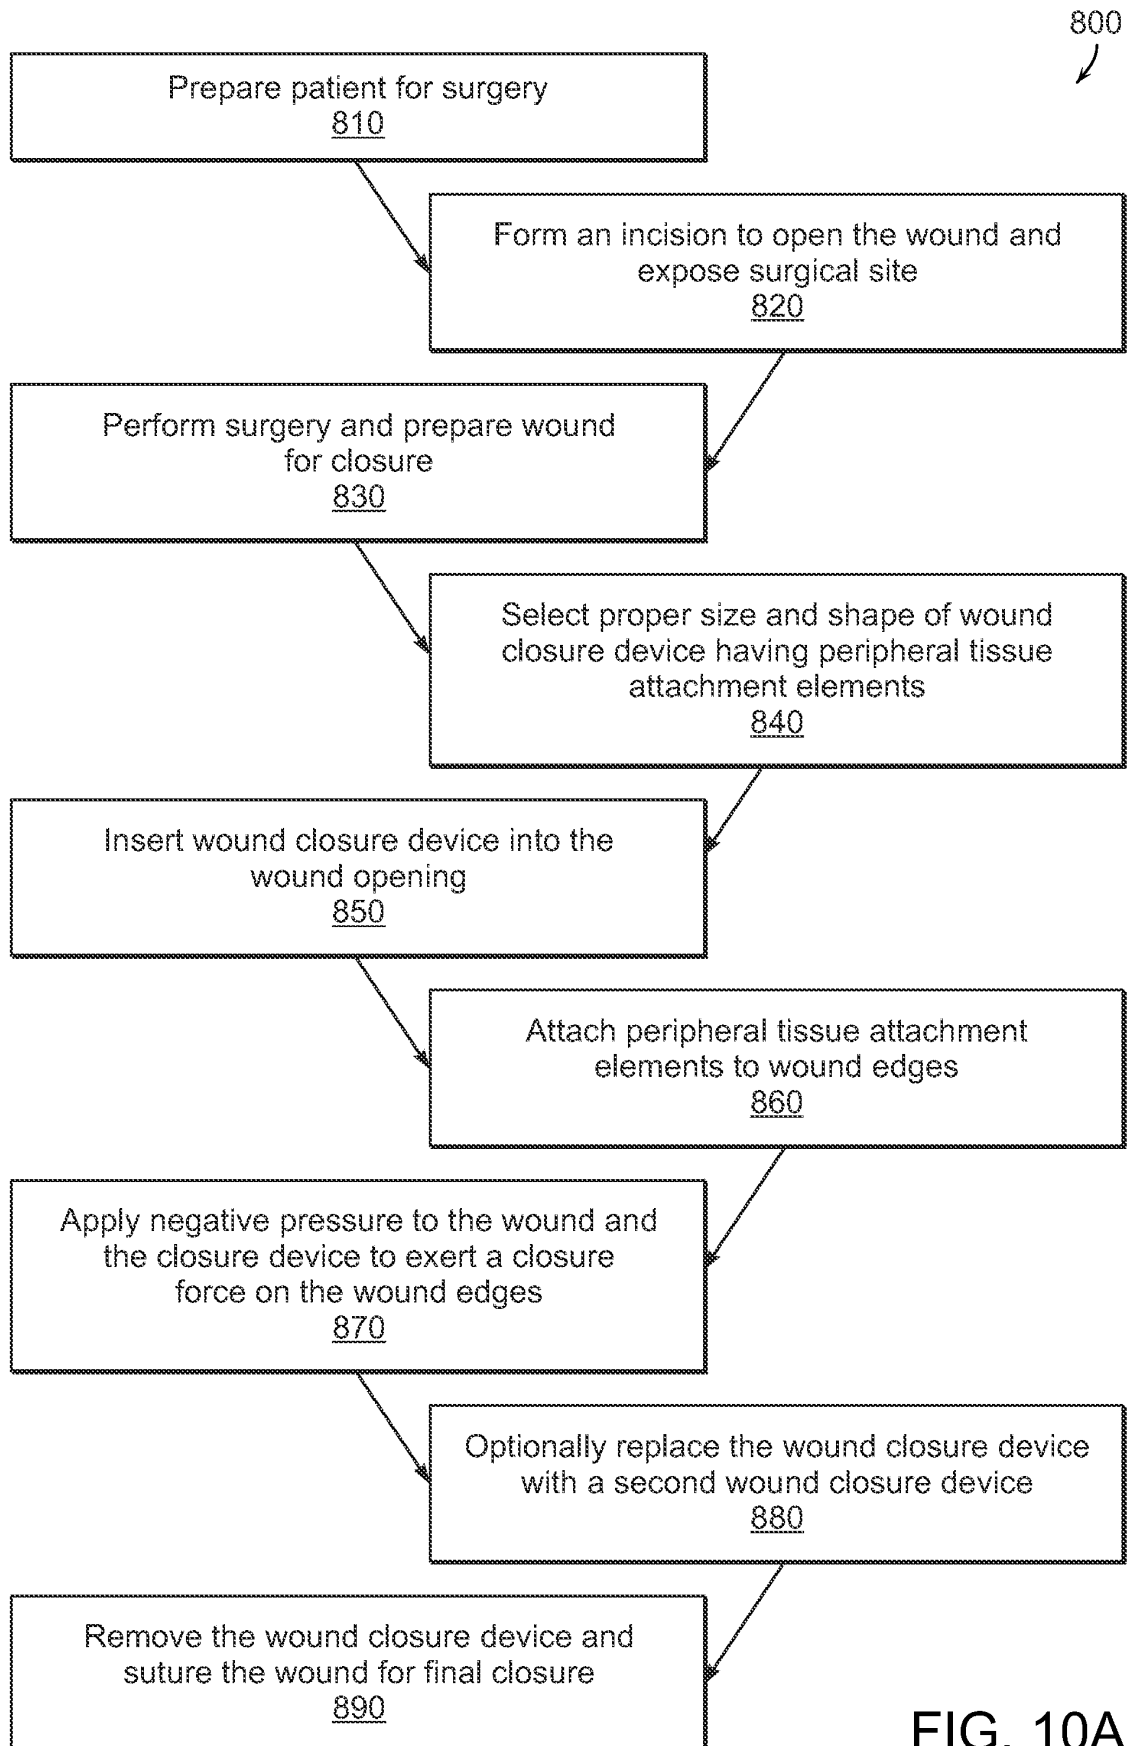 800
Prepare patient for surgery
810
Form an incision to open the wound and
expose surgical site
820
Perform surgery and prepare wound
for closure
830
Select proper size and shape of wound
closure device having peripheral tissue
attachment elements
840
Insert wound closure device into the
wound opening
850
Attach peripheral tissue attachment
elements to wound edges
860
Apply negative pressure to the wound and
the closure device to exert a closure
force on the wound edges
870
Optionally replace the wound closure device
with a second wound closure device
880
Remove the wound closure device and
suture the wound for final closure
890
FIG. 10A